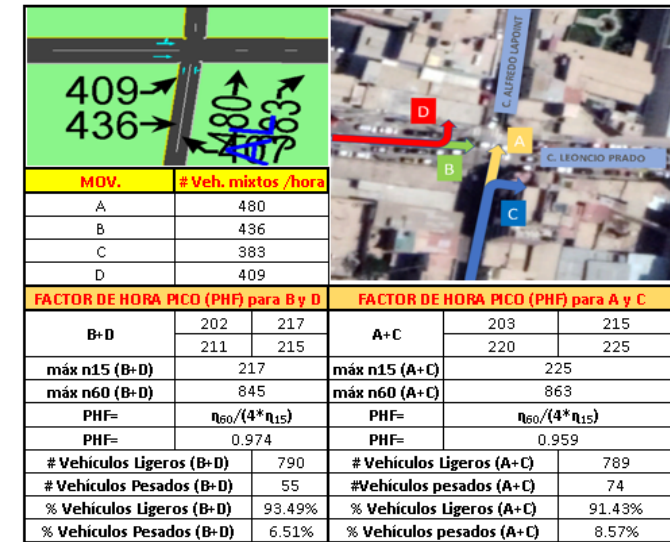 409
436
480
383
AL
C. ALFREDO LAPOINT
D
A
B
C. LEONCIO PRADO
C
MOV. # Veh. mixtos /hora
A 480
B 436
C 383
D 409
FACTOR DE HORA PICO (PHF) para B y D FACTOR DE HORA PICO (PHF) para A y C
B+D 202 217 A+C 203 215
211 215 220 225
máx n15 (B+D) 217 máx n15 (A+C) 225
máx n60 (B+D) 845 máx n60 (A+C) 863
PHF= η60/(4*η15) PHF= η60/(4*η15)
PHF= 0.974 PHF= 0.959
# Vehículos Ligeros (B+D) 790 # Vehículos Ligeros (A+C) 789
# Vehículos Pesados (B+D) 55 #Vehículos pesados (A+C) 74
% Vehículos Ligeros (B+D) 93.49% % Vehículos Ligeros (A+C) 91.43%
% Vehículos Pesados (B+D) 6.51% % Vehículos pesados (A+C) 8.57%